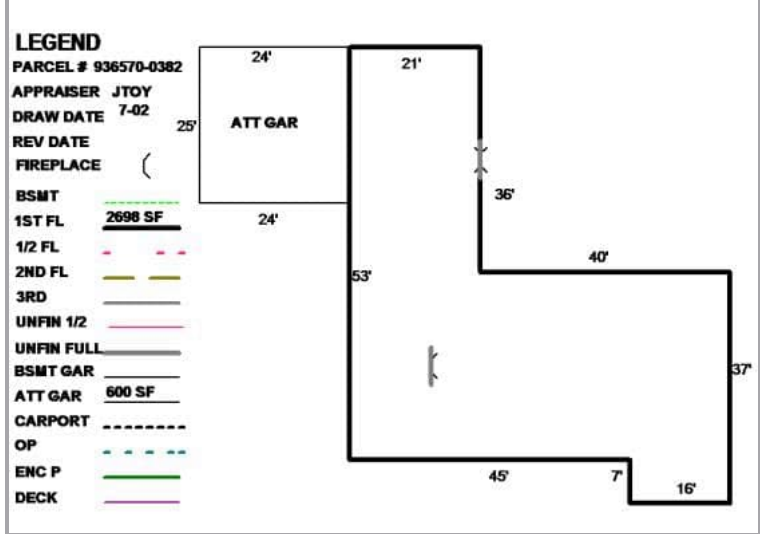 LEGEND
PARCEL # 936570-0382
APPRAISER JTOY
DRAW DATE 7-02
REV DATE
FIREPLACE
BSMT
1ST FL 2698 SF
1/2 FL
2ND FL
3RD
UNFIN 1/2
UNFIN FULL
BSMT GAR
ATT GAR 600 SF
CARPORT
OP
ENC P
DECK
24'
21'
25'
ATT GAR
36'
24'
40'
53'
37'
45'
7'
16'